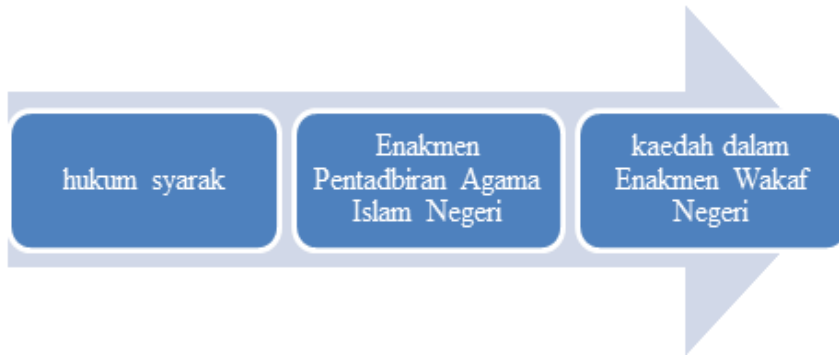 hukum syarak
Enakmen
Pentadbiran Agama
Islam Negeri
kaedah dalam
Enakmen Wakaf
Negeri